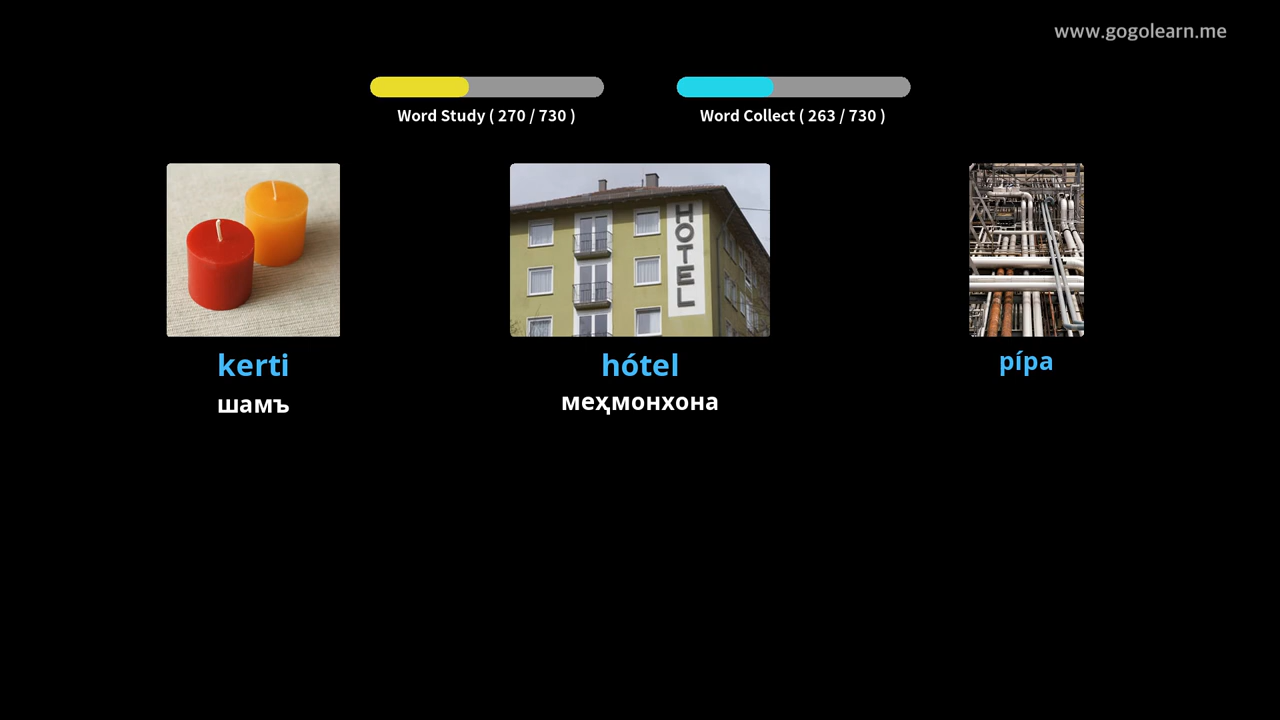 www.gogolearn.me
Word Study ( 270 / 730 )
Word Collect ( 263 / 730 )
HOTEL
kerti
hótel
pípa
шамъ
меҳмонхона